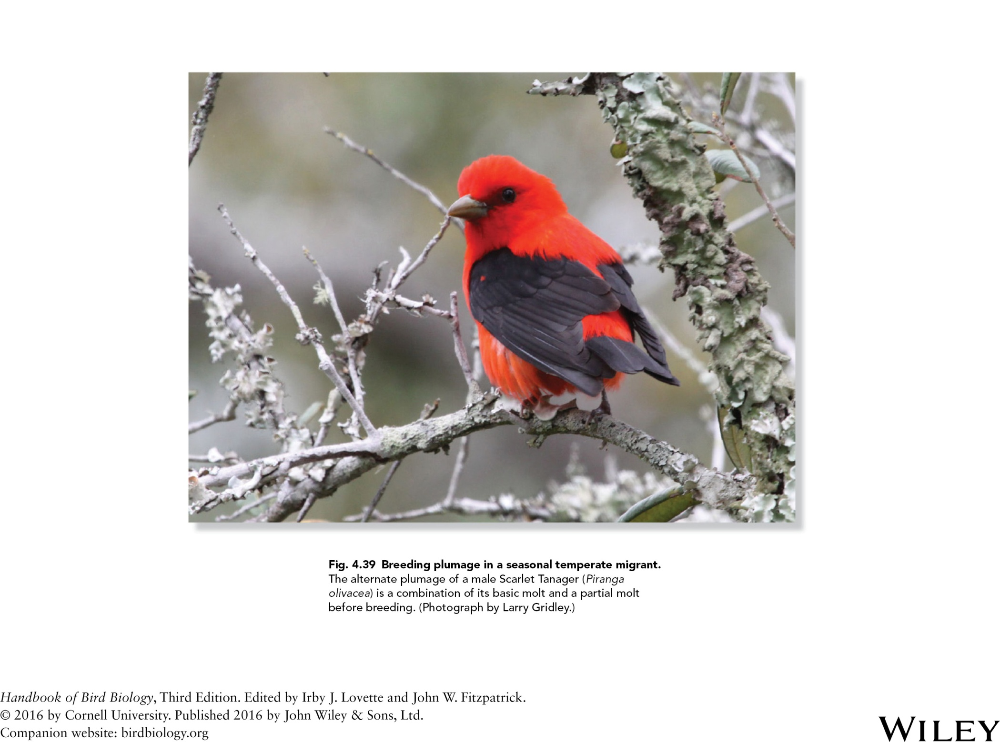 Fig. 4.39 Breeding plumage in a seasonal temperate migrant.
The alternate plumage of a male Scarlet Tanager (Piranga
olivacea) is a combination of its basic molt and a partial molt
before breeding. (Photograph by Larry Gridley.)
Handbook of Bird Biology, Third Edition. Edited by Irby J. Lovette and John W. Fitzpatrick.
© 2016 by Cornell University. Published 2016 by John Wiley & Sons, Ltd.
Companion website: birdbiology.org
WILEY